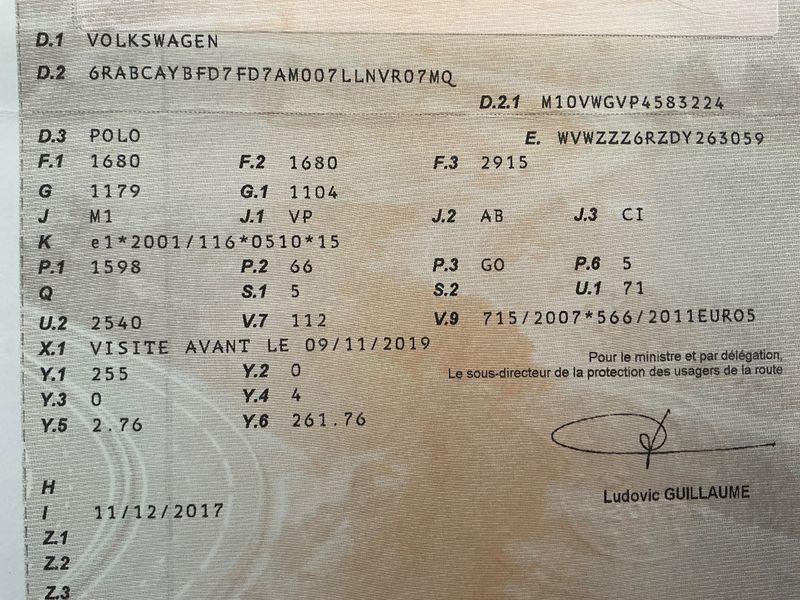 D.1 VOLKSWAGEN
D.2 6RABCAYBFD7FD7AM007LLNVR07MQ
D.2.1 M10VWGVP4583224
D.3 POLO E. WVWZZZ6RZDY263059
F.1 1680 F.2 1680 F.3 2915
G 1179 G.1 1104
J M1 J.1 VP J.2 AB J.3 CI
K e1*2001/116*0510*15
P.1 1598 P.2 66 P.3 GO P.6 5
Q S.1 5 S.2 U.1 71
U.2 2540 V.7 112 V.9 715/2007*566/2011EURO5
X.1 VISITE AVANT LE 09/11/2019
Pour le ministre et par délégation,
Y.1 255 Y.2 0 Le sous-directeur de la protection des usagers de la route
Y.3 0 Y.4 4
Y.5 2.76 Y.6 261.76
H
Ludovic GUILLAUME
I 11/12/2017
Z.1
Z.2
Z.3